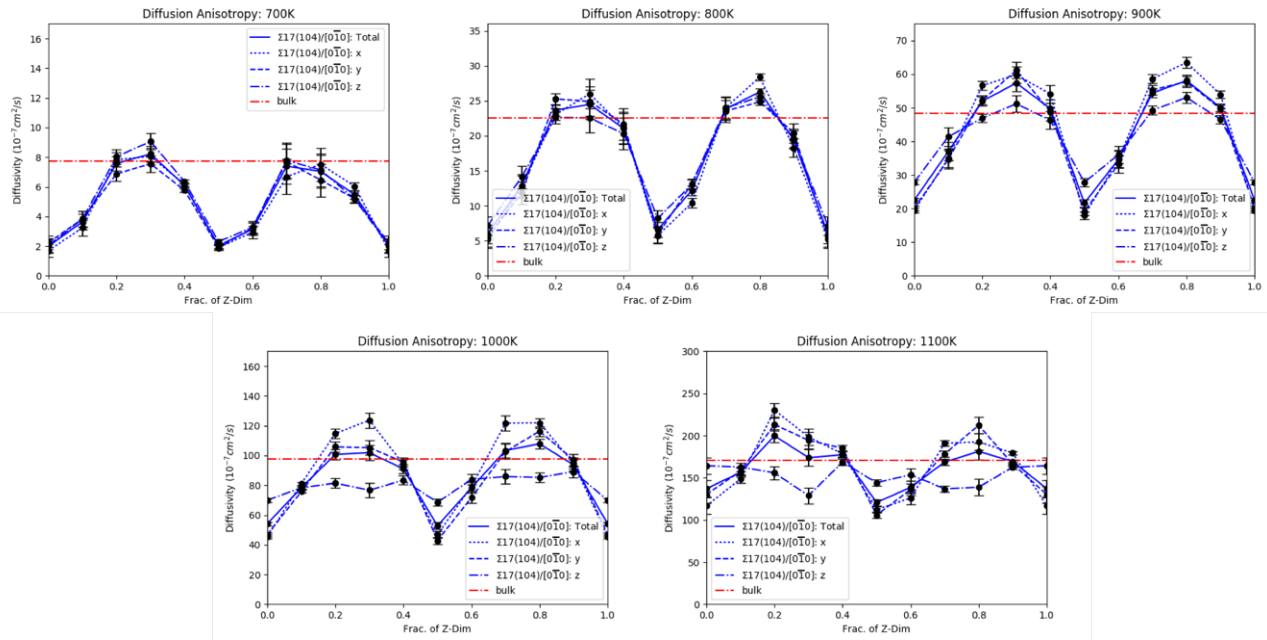 Diffusion Anisotropy: 700K
Diffusivity (10⁻⁷cm²/s)
16
14
12
10
8
6
4
2
0
Σ17(104)/[01̅0]: Total
Σ17(104)/[01̅0]: x
Σ17(104)/[01̅0]: y
Σ17(104)/[01̅0]: z
bulk
0.0 0.2 0.4 0.6 0.8 1.0
Frac. of Z-Dim
Diffusion Anisotropy: 800K
Diffusivity (10⁻⁷cm²/s)
35
30
25
20
15
10
5
0
Σ17(104)/[01̅0]: Total
Σ17(104)/[01̅0]: x
Σ17(104)/[01̅0]: y
Σ17(104)/[01̅0]: z
bulk
0.0 0.2 0.4 0.6 0.8 1.0
Frac. of Z-Dim
Diffusion Anisotropy: 900K
Diffusivity (10⁻⁷cm²/s)
70
60
50
40
30
20
10
0
Σ17(104)/[01̅0]: Total
Σ17(104)/[01̅0]: x
Σ17(104)/[01̅0]: y
Σ17(104)/[01̅0]: z
bulk
0.0 0.2 0.4 0.6 0.8 1.0
Frac. of Z-Dim
Diffusion Anisotropy: 1000K
Diffusivity (10⁻⁷cm²/s)
160
140
120
100
80
60
40
20
0
Σ17(104)/[01̅0]: Total
Σ17(104)/[01̅0]: x
Σ17(104)/[01̅0]: y
Σ17(104)/[01̅0]: z
bulk
0.0 0.2 0.4 0.6 0.8 1.0
Frac. of Z-Dim
Diffusion Anisotropy: 1100K
Diffusivity (10⁻⁷cm²/s)
300
250
200
150
100
50
0
Σ17(104)/[01̅0]: Total
Σ17(104)/[01̅0]: x
Σ17(104)/[01̅0]: y
Σ17(104)/[01̅0]: z
bulk
0.0 0.2 0.4 0.6 0.8 1.0
Frac. of Z-Dim